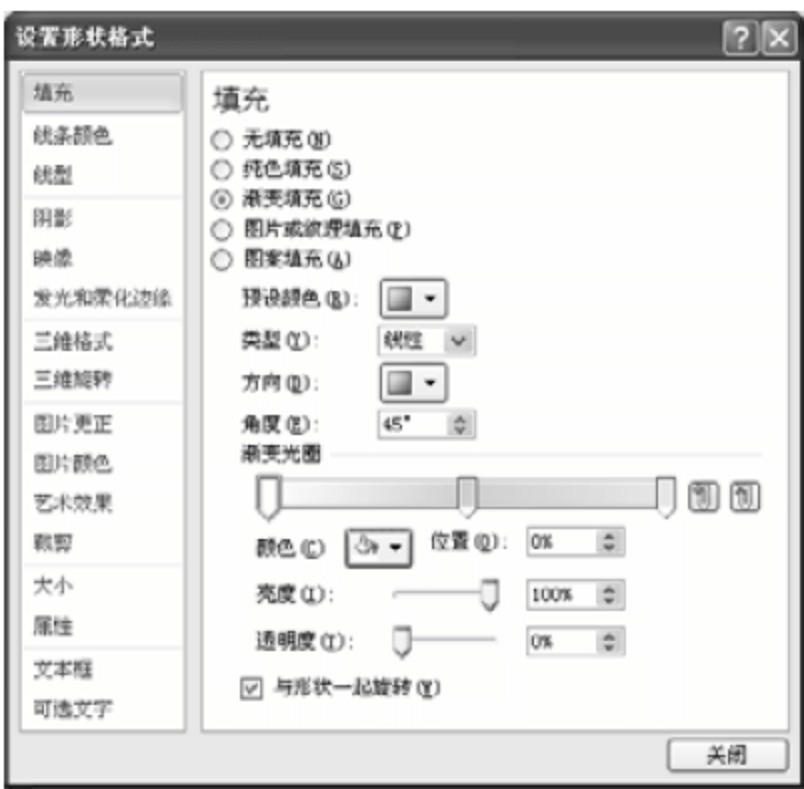 设置形状格式
填充
线条颜色
线型
阴影
映像
发光和柔化边缘
三维格式
三维旋转
图片更正
图片颜色
艺术效果
裁剪
大小
属性
文本框
可选文字
填充
无填充(N)
纯色填充(S)
渐变填充(G)
图片或纹理填充(P)
图案填充(A)
预设颜色(R):
类型(Y): 线性
方向(D):
角度(E): 45°
渐变光圈
颜色(C) 位置(O): 0%
亮度(I): 100%
透明度(T): 0%
与形状一起旋转(W)
关闭